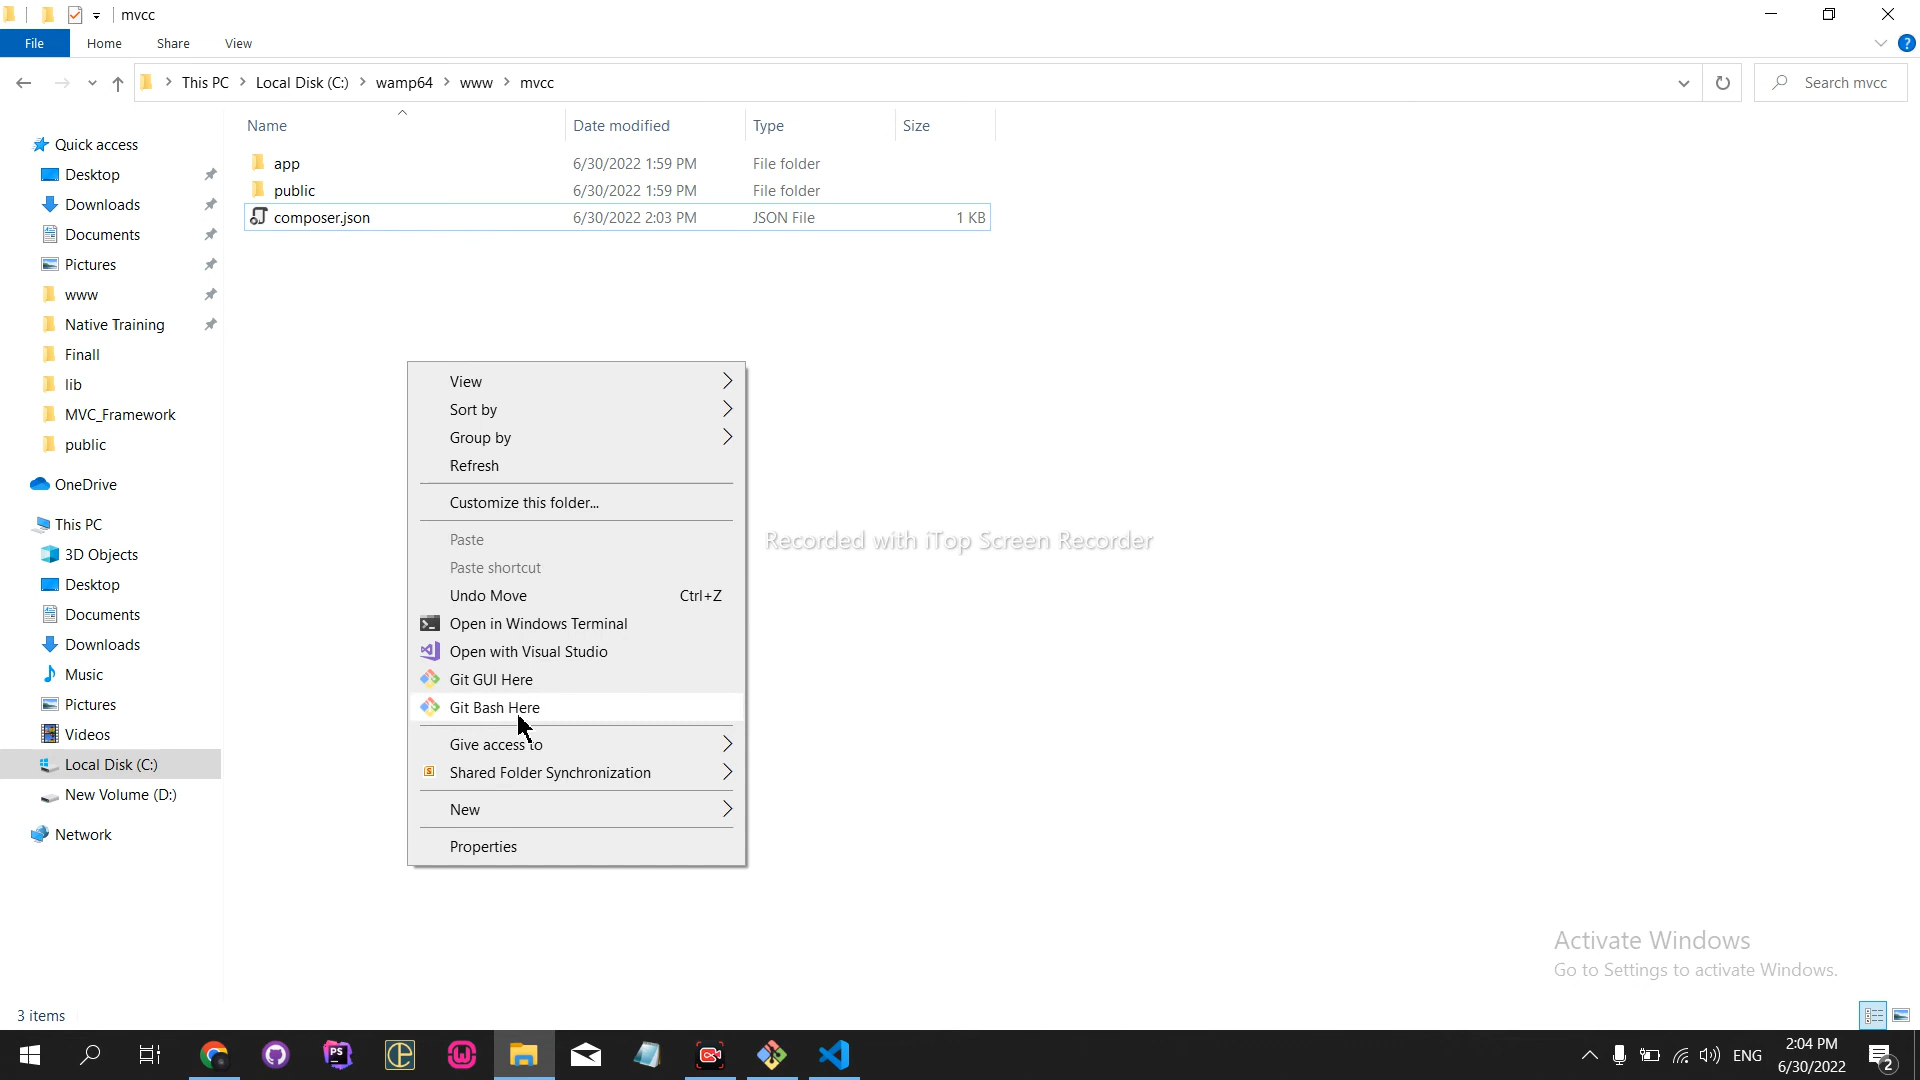 mvcc
File
Home
Share
View
This PC
Local Disk (C:)
wamp64
www
mvcc
Search mvcc
Name
Date modified
Type
Size
app
6/30/2022 1:59 PM
File folder
public
6/30/2022 1:59 PM
File folder
composer.json
6/30/2022 2:03 PM
JSON File
1 KB
Quick access
Desktop
Downloads
Documents
Pictures
www
Native Training
Finall
lib
MVC_Framework
public
OneDrive
This PC
3D Objects
Desktop
Documents
Downloads
Music
Pictures
Videos
Local Disk (C:)
New Volume (D:)
Network
View
Sort by
Group by
Refresh
Customize this folder...
Paste
Paste shortcut
Undo Move Ctrl+Z
Open in Windows Terminal
Open with Visual Studio
Git GUI Here
Git Bash Here
Give access to
Shared Folder Synchronization
New
Properties
Recorded with iTop Screen Recorder
Activate Windows
Go to Settings to activate Windows.
3 items
PS
ENG
2:04 PM
6/30/2022
2